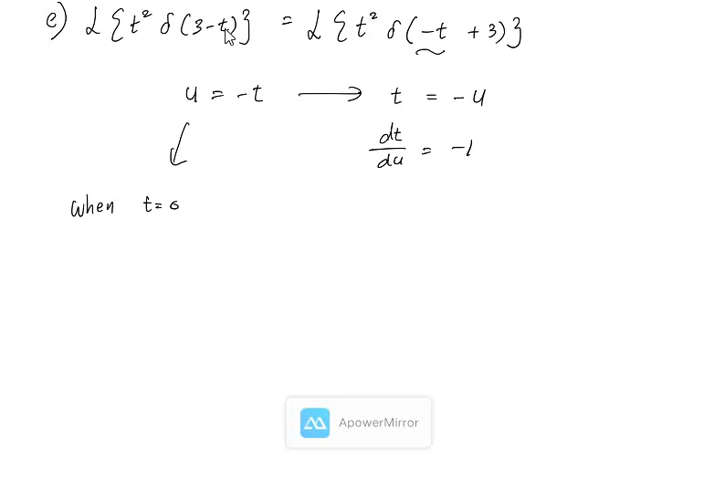 e) ℒ{t² δ(3-t)} = ℒ{t² δ(-t + 3)}
u = -t ⟶ t = -u
dt/du = -1
when t = 0
ApowerMirror